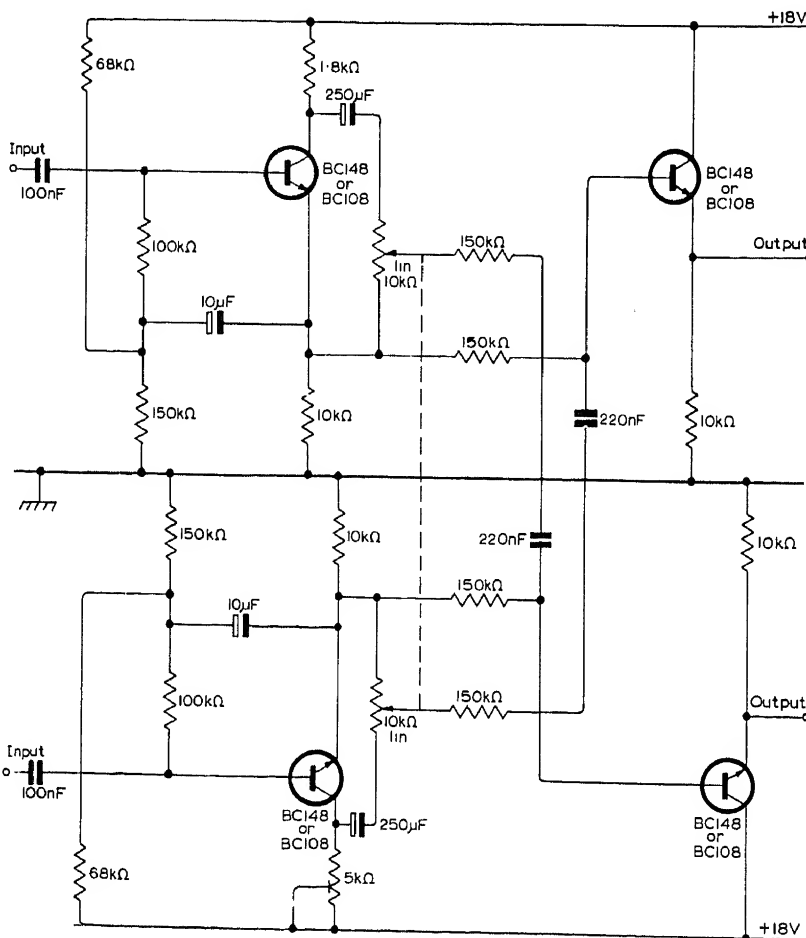 +18V
68kΩ
1·8kΩ
250µF
Input
100nF
BC148
or
BC108
BC148
or
BC108
100kΩ
lin
10kΩ
150kΩ
Output
10µF
150kΩ
150kΩ
10kΩ
220nF
10kΩ
150kΩ
10kΩ
220nF
10kΩ
10µF
150kΩ
100kΩ
10kΩ
lin
150kΩ
Output
Input
100nF
BC148
or
BC108
250µF
BC148
or
BC108
68kΩ
5kΩ
+18V